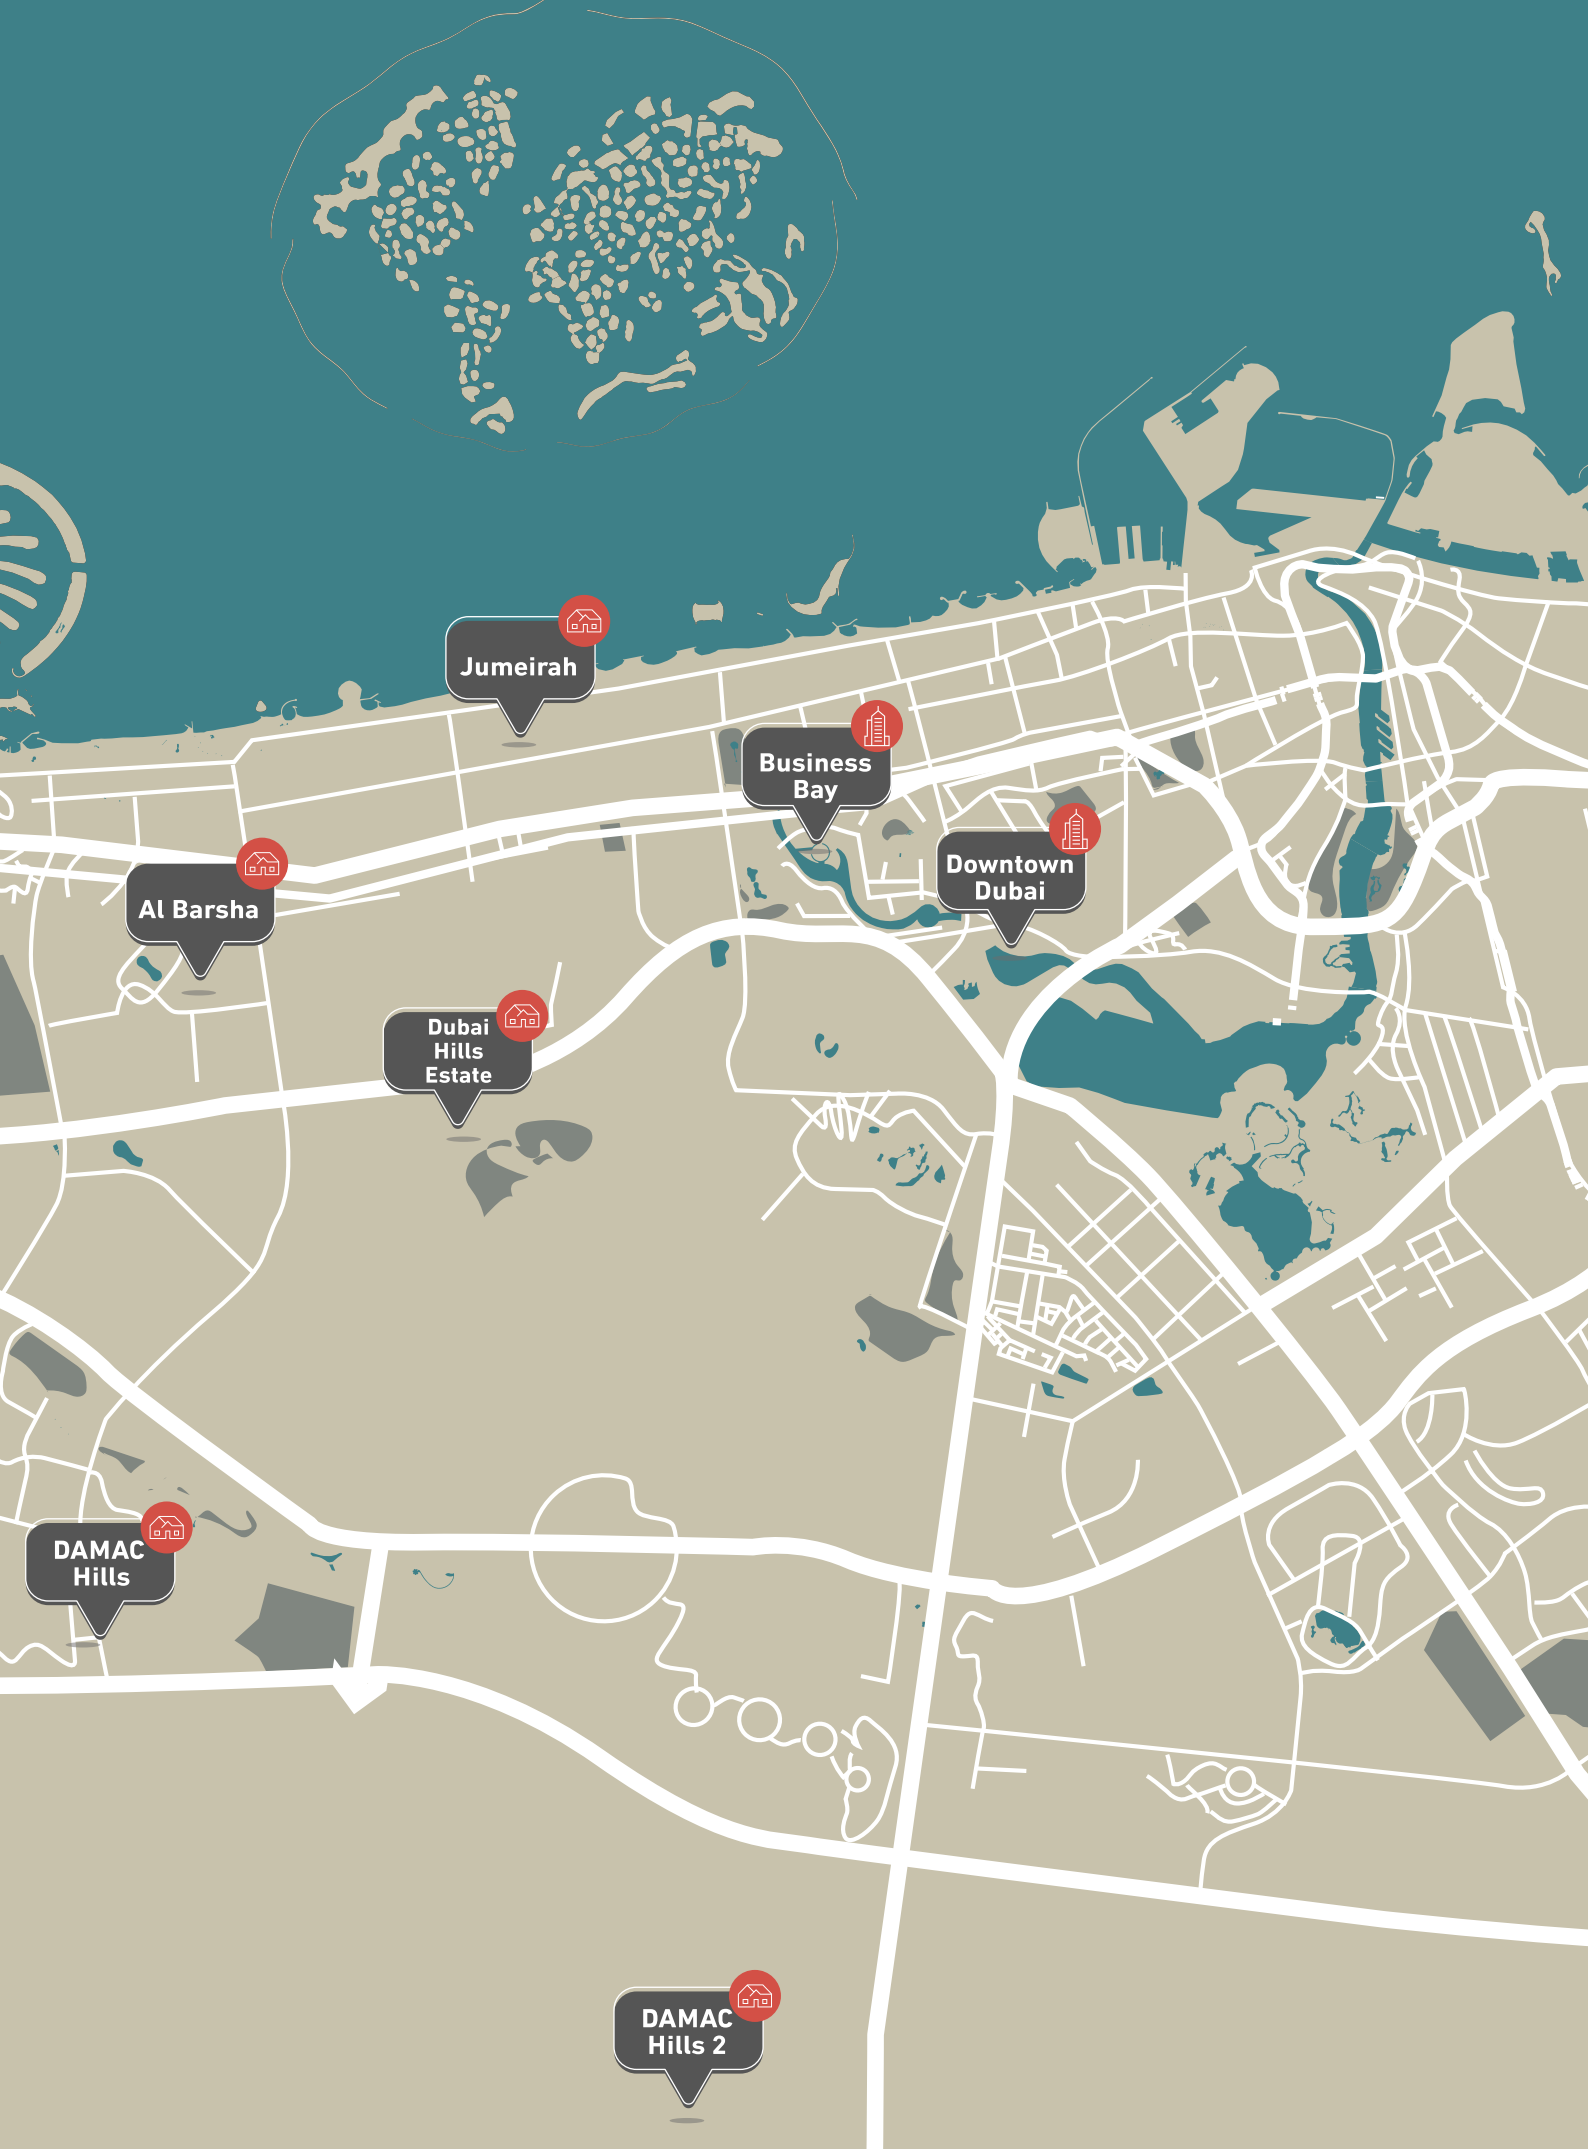 Jumeirah
Business
Bay
Downtown
Dubai
Al Barsha
Dubai
Hills
Estate
DAMAC
Hills
DAMAC
Hills 2